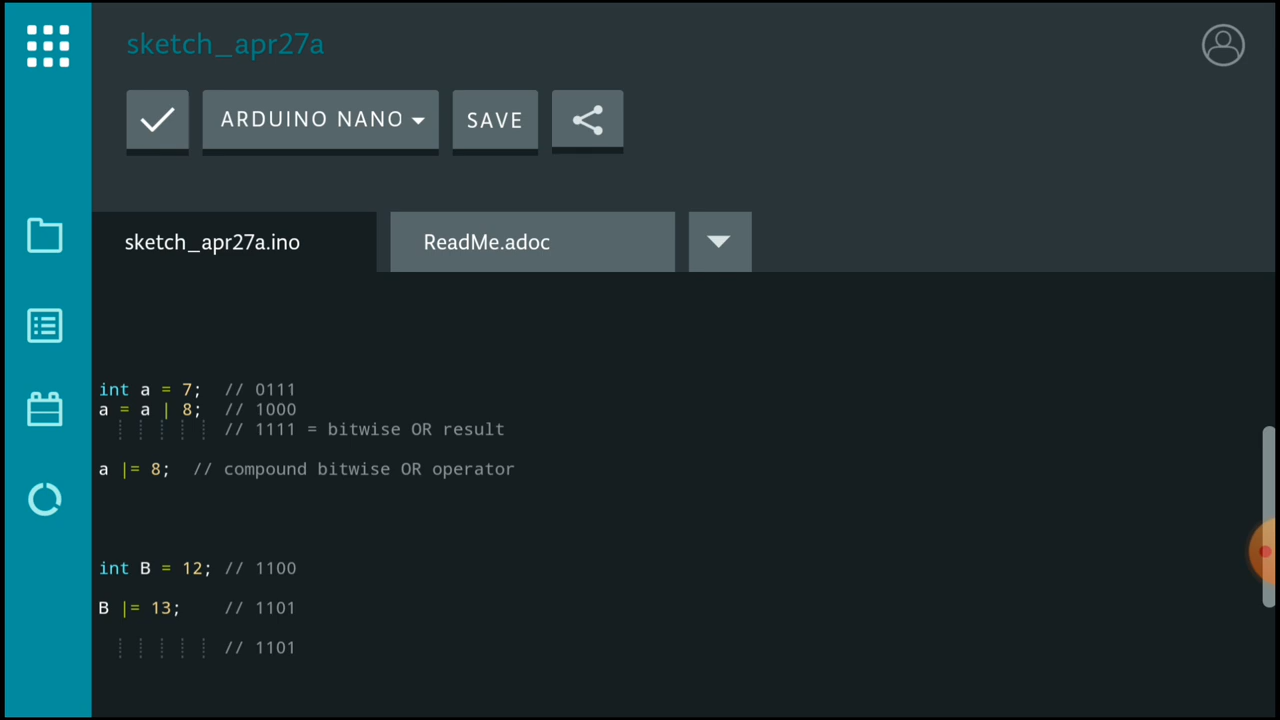 sketch_apr27a
ARDUINO NANO
SAVE
sketch_apr27a.ino
ReadMe.adoc
int a = 7;  // 0111
a = a | 8;  // 1000
// 1111 = bitwise OR result
a |= 8;  // compound bitwise OR operator
int B = 12; // 1100
B |= 13;    // 1101
// 1101